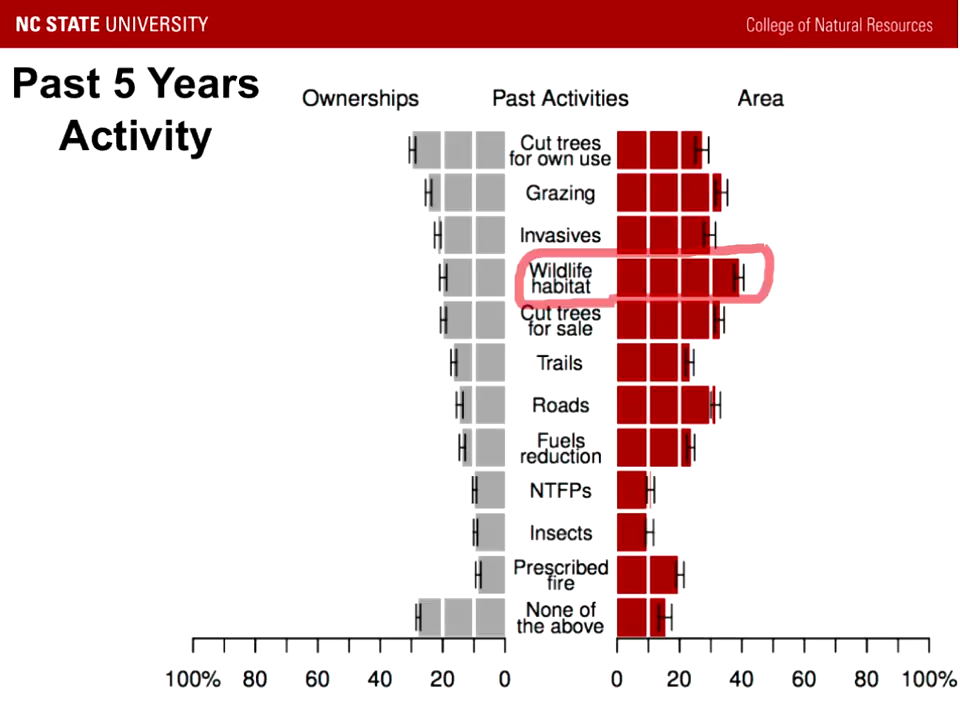 NC STATE UNIVERSITY
College of Natural Resources
Past 5 Years
Activity
Ownerships
Past Activities
Area
Cut trees
for own use
Grazing
Invasives
Wildlife
habitat
Cut trees
for sale
Trails
Roads
Fuels
reduction
NTFPs
Insects
Prescribed
fire
None of
the above
100% 80 60 40 20 0
0 20 40 60 80 100%